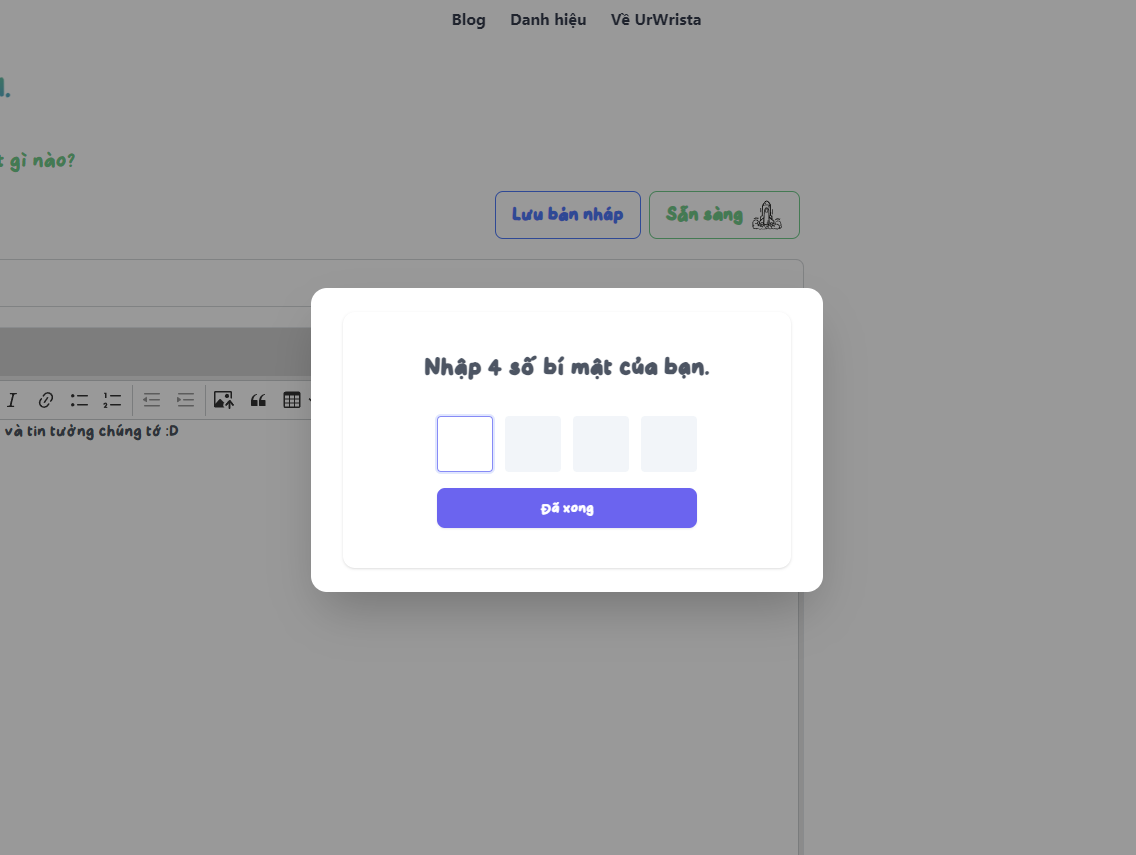 Blog Danh hiệu Về UrWrista
gì nào?
Lưu bản nháp Sẵn sàng
Nhập 4 số bí mật của bạn.
và tin tưởng chúng tớ :D
Đã xong